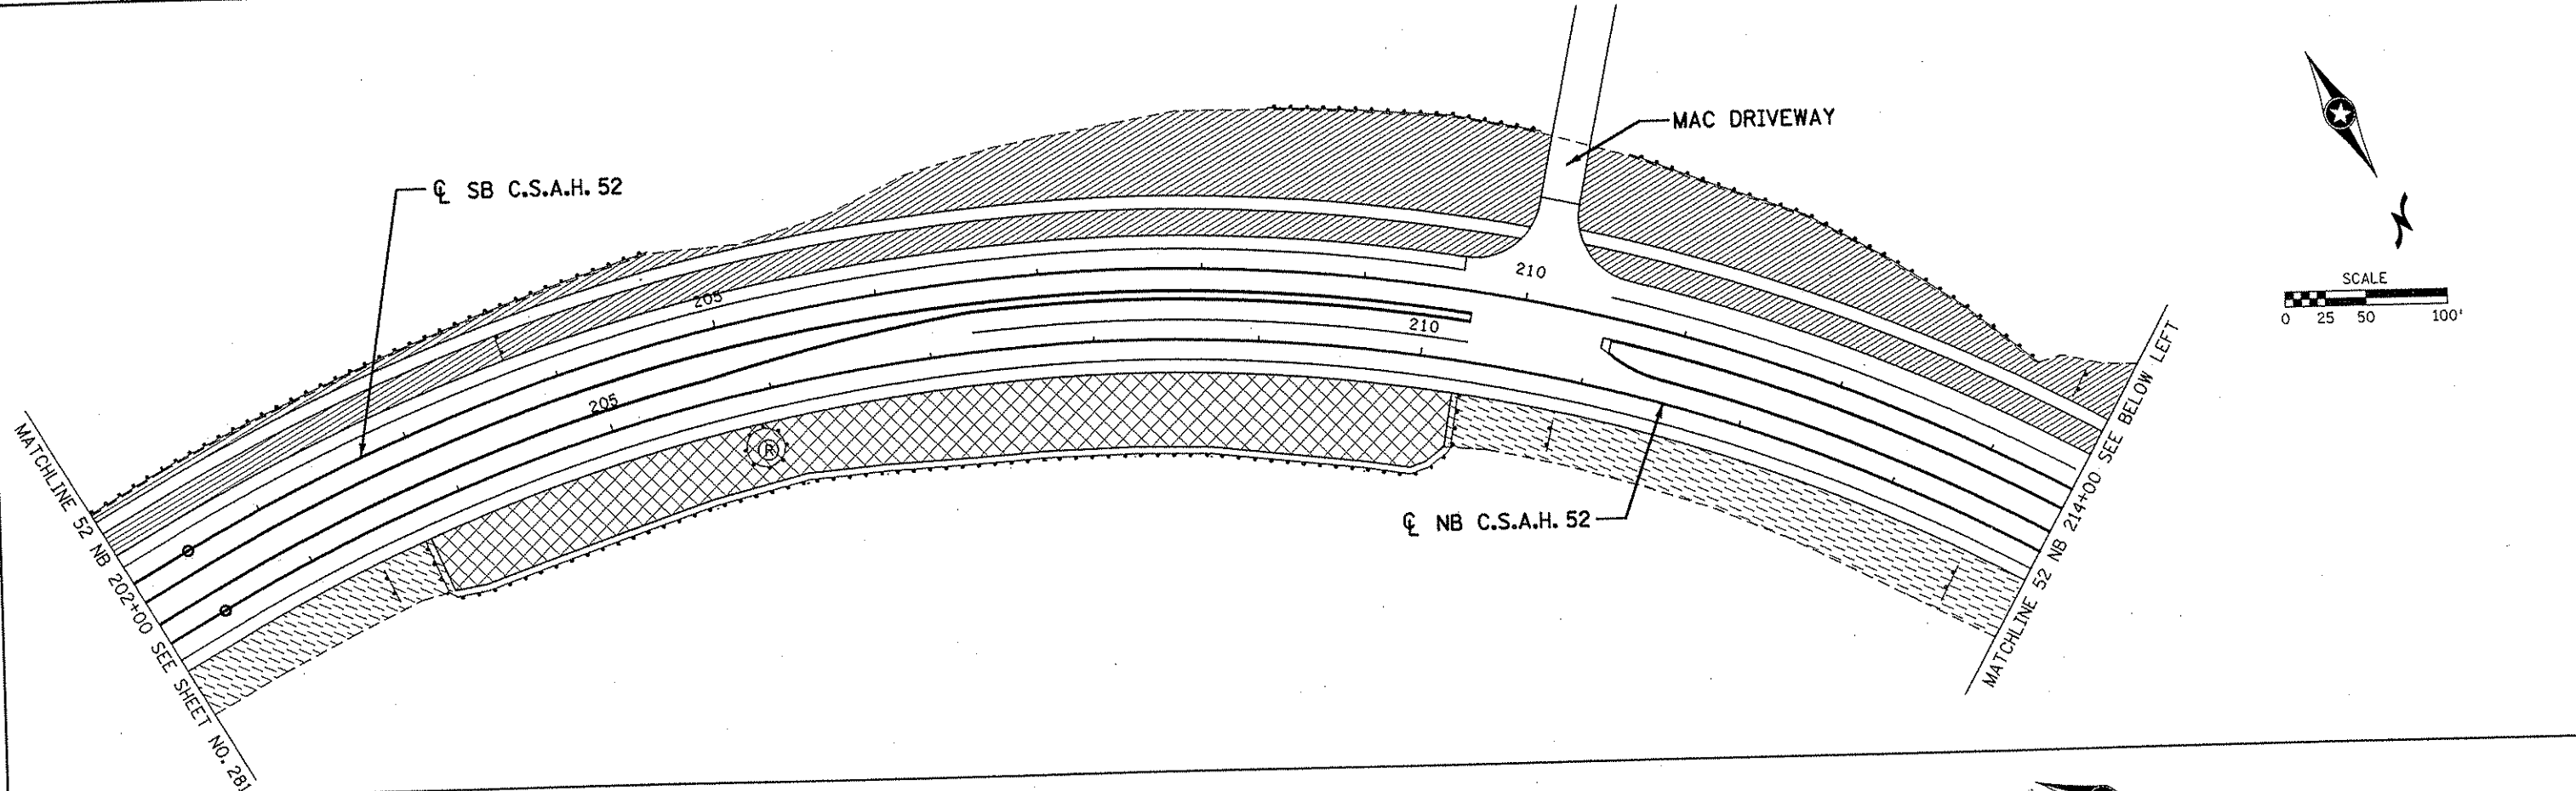 MAC DRIVEWAY
℄ SB C.S.A.H. 52
205
210
210
205
R
℄ NB C.S.A.H. 52
SCALE
0 25 50 100'
MATCHLINE 52 NB 202+00 SEE SHEET NO. 281
MATCHLINE 52 NB 214+00 SEE BELOW LEFT